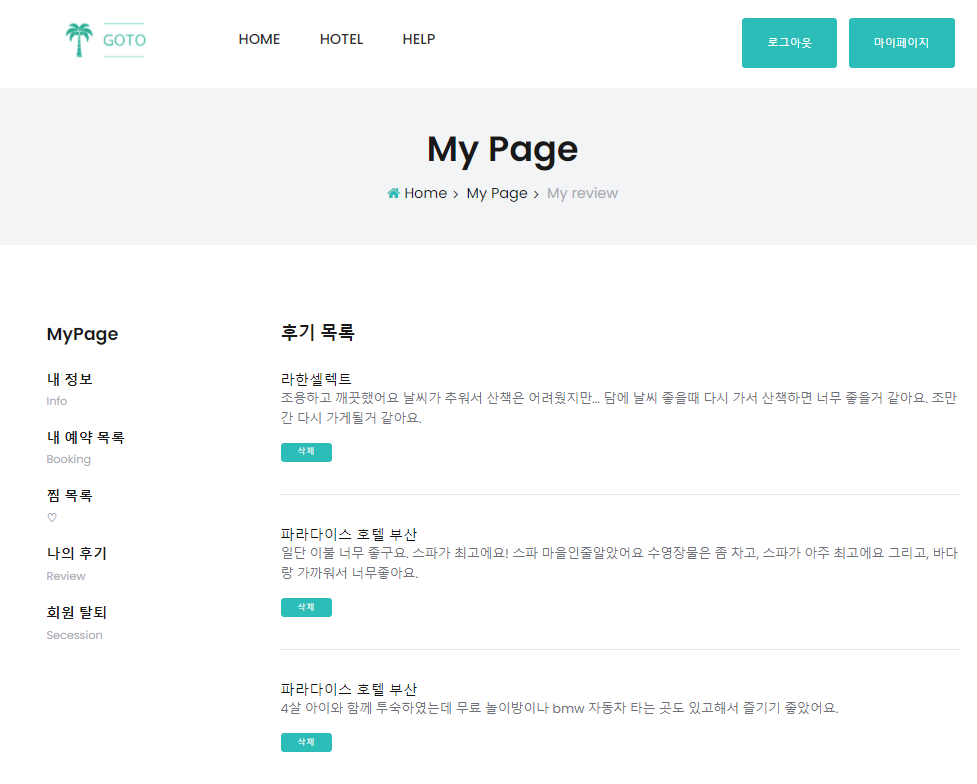 GOTO
HOME HOTEL HELP
로그아웃 마이페이지
My Page
Home > My Page > My review
MyPage
내 정보
Info
내 예약 목록
Booking
찜 목록
♡
나의 후기
Review
회원 탈퇴
Secession
후기 목록
라한셀렉트
조용하고 깨끗했어요 날씨가 추워서 산책은 어려웠지만... 담에 날씨 좋을때 다시 가서 산책하면 너무 좋을거 같아요. 조만
간 다시 가게될거 같아요.
삭제
파라다이스 호텔 부산
일단 이불 너무 좋구요. 스파가 최고에요! 스파 마을인줄알았어요 수영장물은 좀 차고, 스파가 아주 최고에요 그리고, 바다
랑 가까워서 너무좋아요.
삭제
파라다이스 호텔 부산
4살 아이와 함께 투숙하였는데 무료 놀이방이나 bmw 자동차 타는 곳도 있고해서 즐기기 좋았어요.
삭제